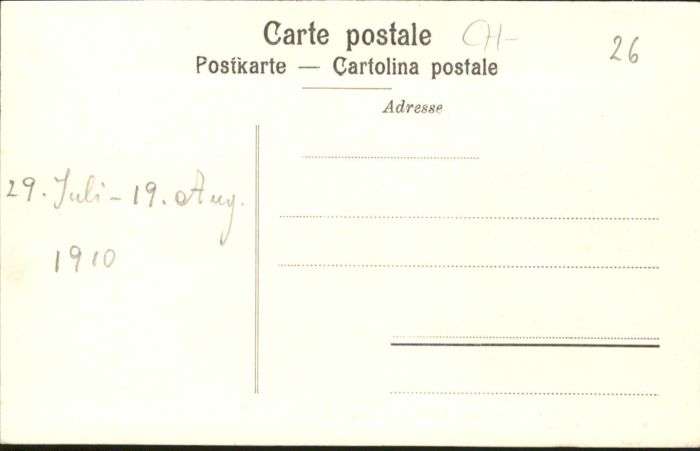 Carte postale CH- 26
Postkarte — Cartolina postale
Adresse
29. Juli - 19. Aug.
1910